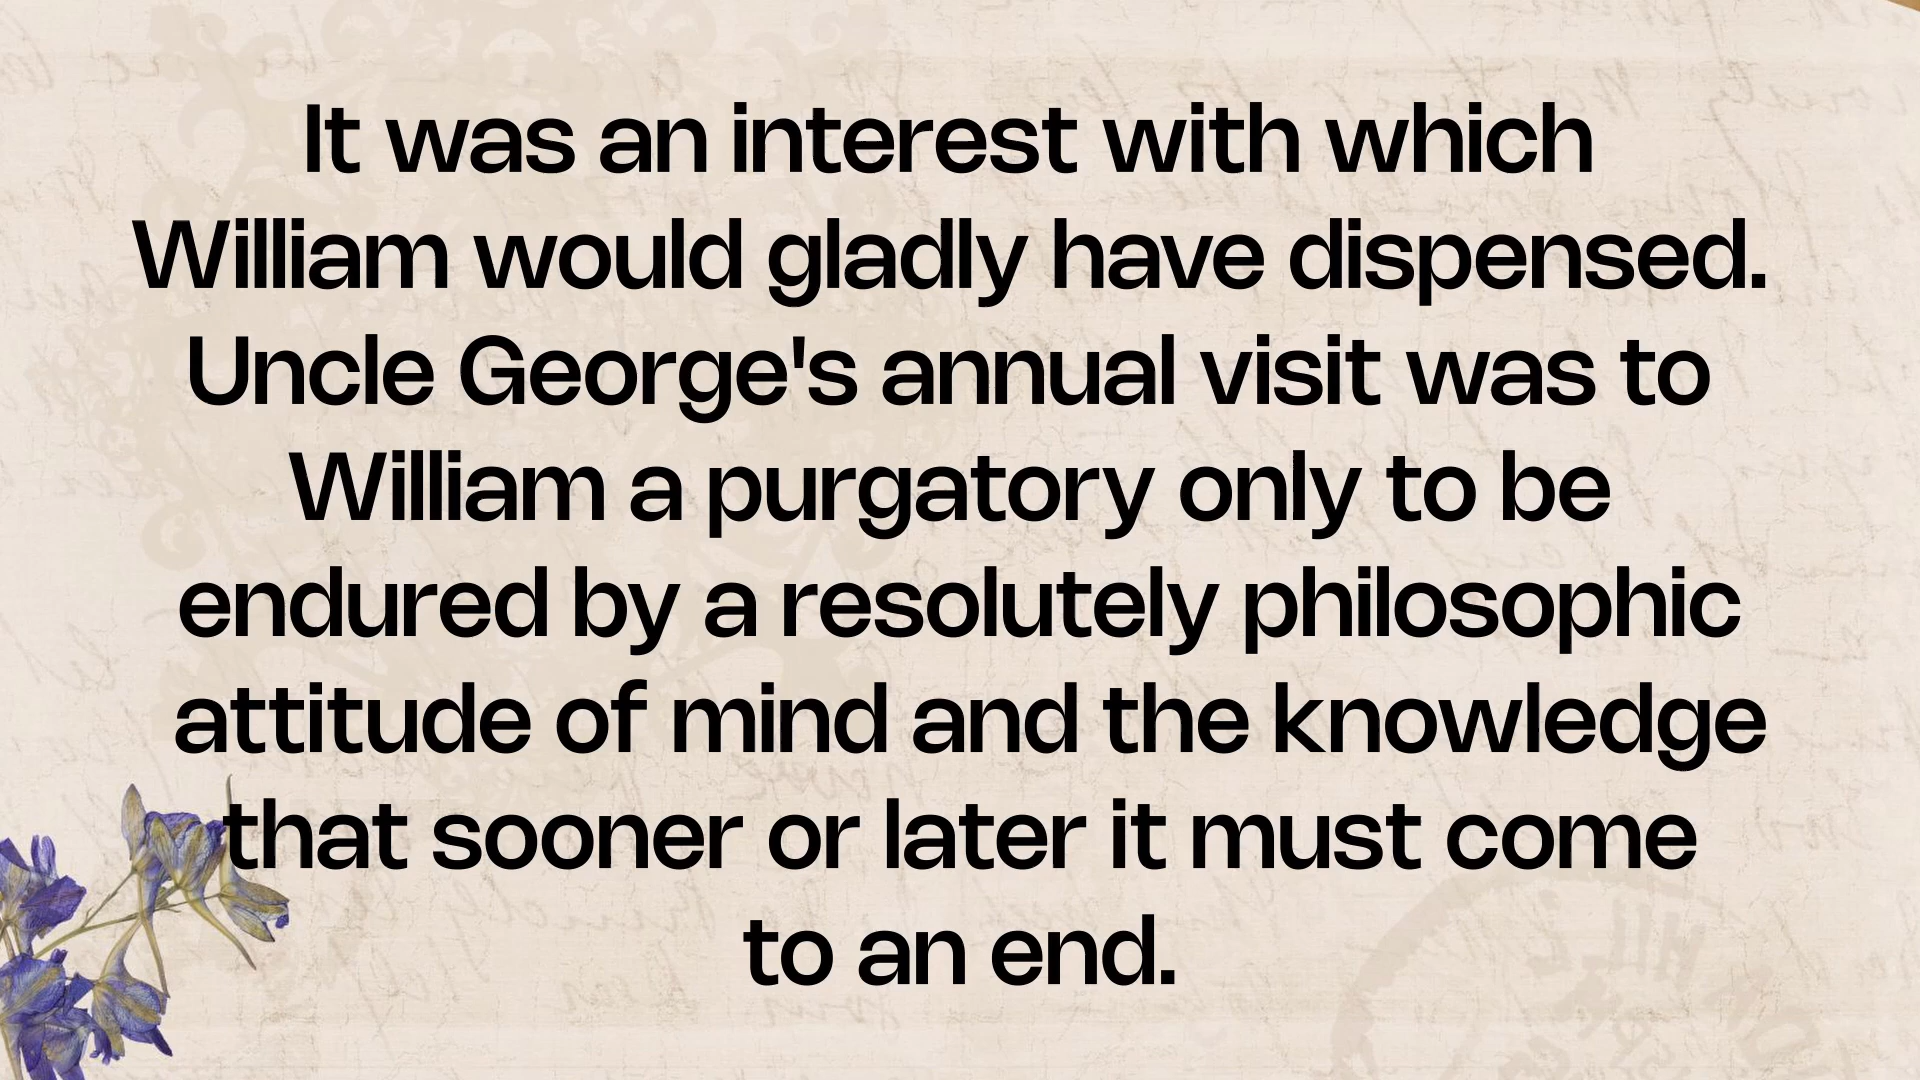 It was an interest with which
William would gladly have dispensed.
Uncle George's annual visit was to
William a purgatory only to be
endured by a resolutely philosophic
attitude of mind and the knowledge
that sooner or later it must come
to an end.